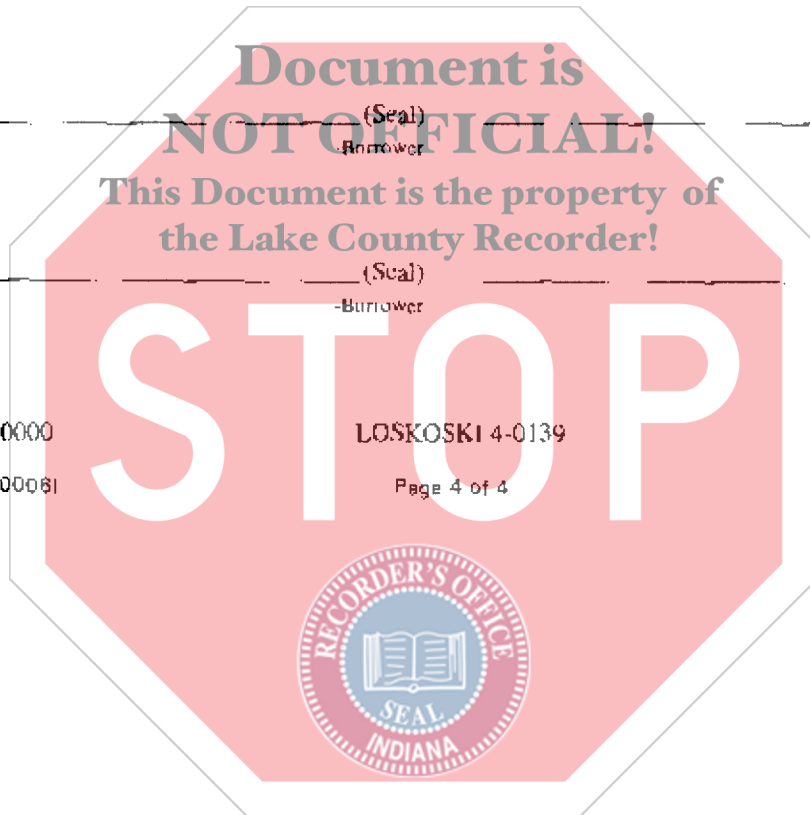 Document is
(Seal)
NOT OFFICIAL!
-Borrower
This Document is the property of
the Lake County Recorder!
(Seal)
-Borrower
STOP
0000 LOSKOSKI 4-0139
00061 Page 4 of 4
RECORDER'S OFFICE
SEAL
INDIANA